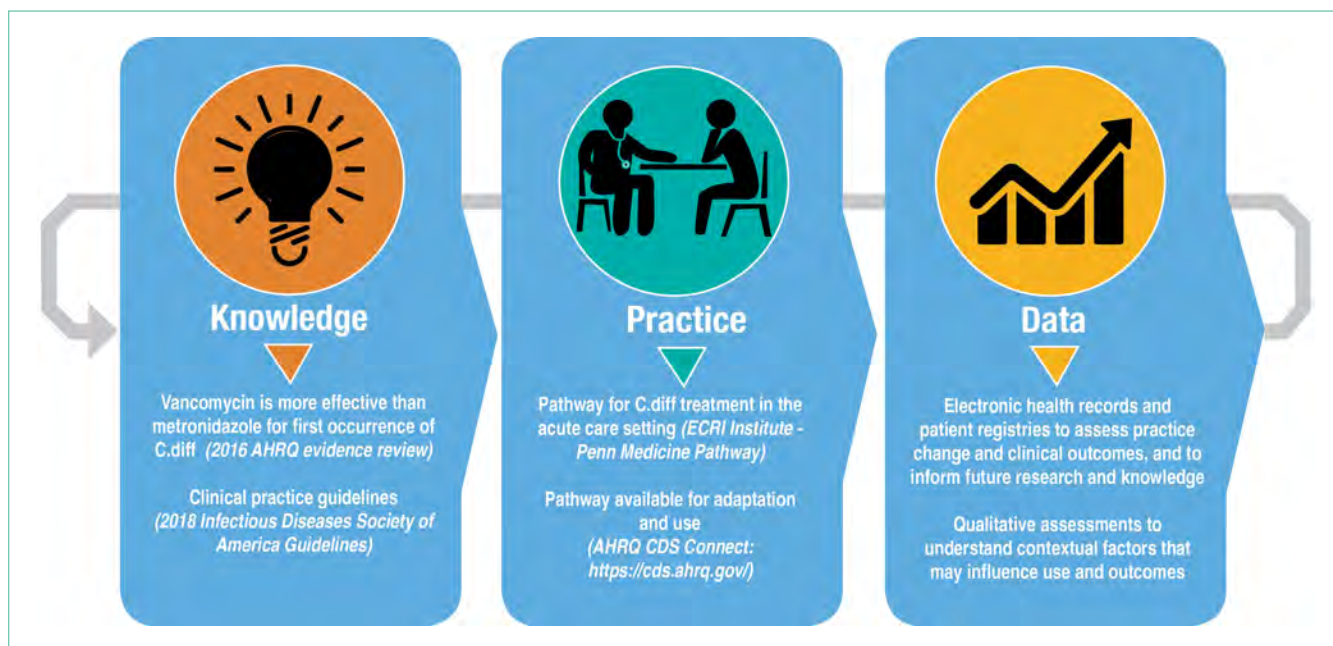 Knowledge
Vancomycin is more effective than
metronidazole for first occurrence of
C.diff (2016 AHRQ evidence review)
Clinical practice guidelines
(2018 Infectious Diseases Society of
America Guidelines)
Practice
Pathway for C.diff treatment in the
acute care setting (ECRI Institute -
Penn Medicine Pathway)
Pathway available for adaptation
and use
(AHRQ CDS Connect:
https://cds.ahrq.gov/)
Data
Electronic health records and
patient registries to assess practice
change and clinical outcomes, and to
inform future research and knowledge
Qualitative assessments to
understand contextual factors that
may influence use and outcomes